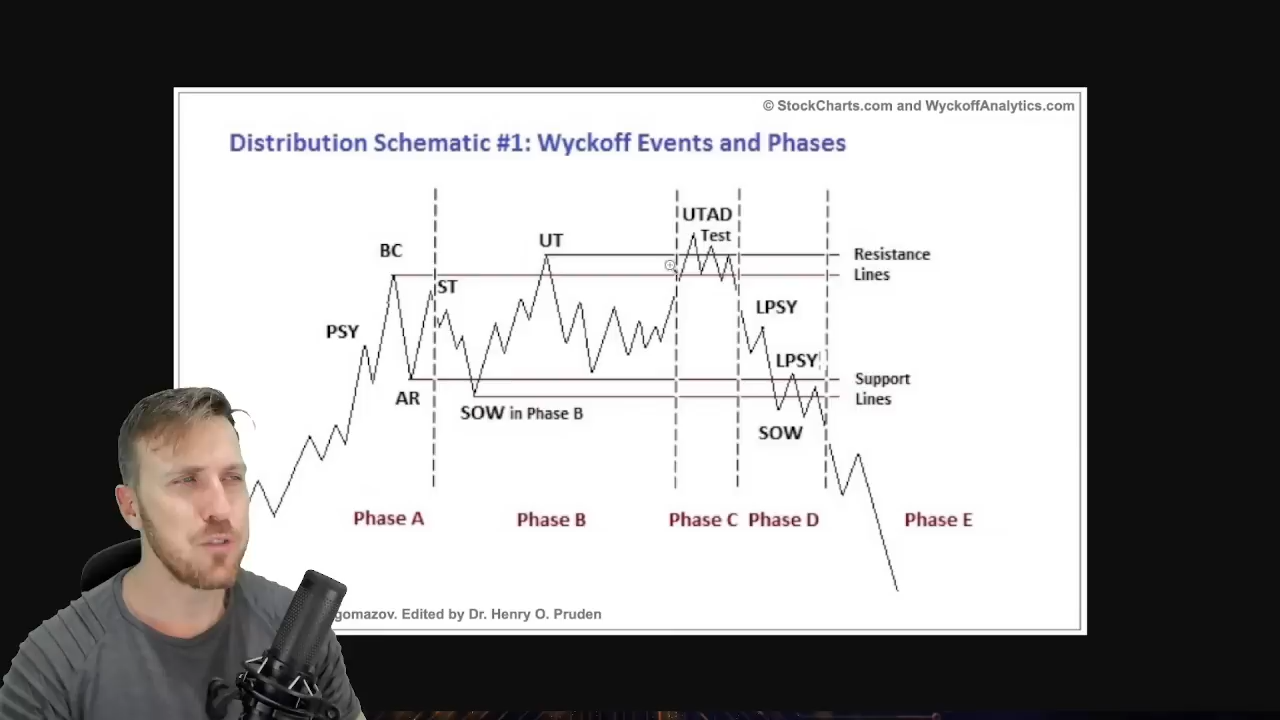 © StockCharts.com and WyckoffAnalytics.com
Distribution Schematic #1: Wyckoff Events and Phases
UTAD
Test
UT
BC
Resistance
Lines
ST
LPSY
PSY
LPSY
Support
Lines
AR
SOW in Phase B
SOW
Phase A
Phase B
Phase C
Phase D
Phase E
gomazov. Edited by Dr. Henry O. Pruden